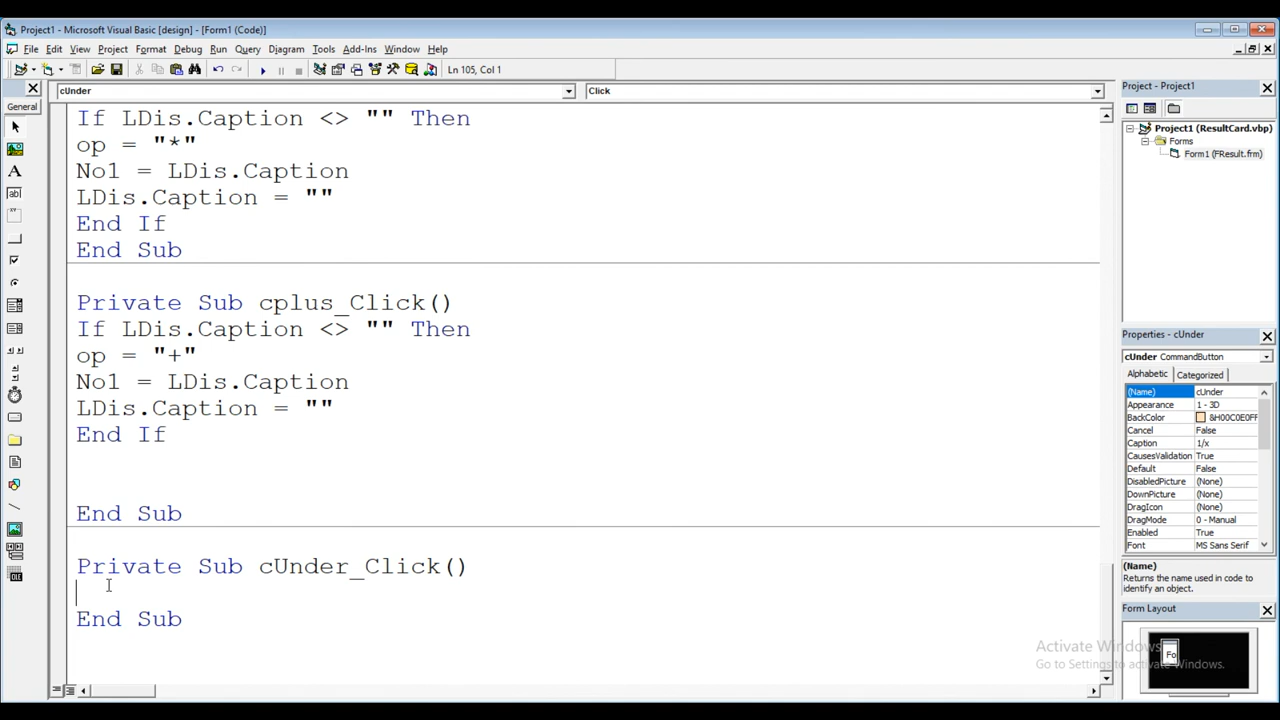 Project1 - Microsoft Visual Basic [design] - [Form1 (Code)]
File Edit View Project Format Debug Run Query Diagram Tools Add-Ins Window Help
Ln 105, Col 1
cUnder
Click
General
If LDis.Caption <> "" Then
op = "*"
No1 = LDis.Caption
LDis.Caption = ""
End If
End Sub
Private Sub cplus_Click()
If LDis.Caption <> "" Then
op = "+"
No1 = LDis.Caption
LDis.Caption = ""
End If
End Sub
Private Sub cUnder_Click()
End Sub
Project - Project1
Project1 (ResultCard.vbp)
Forms
Form1 (FResult.frm)
Properties - cUnder
cUnder CommandButton
Alphabetic Categorized
(Name) cUnder
Appearance 1 - 3D
BackColor &H00C0E0FF
Cancel False
Caption 1/x
CausesValidation True
Default False
DisabledPicture (None)
DownPicture (None)
DragIcon (None)
DragMode 0 - Manual
Enabled True
Font MS Sans Serif
(Name)
Returns the name used in code to
identify an object.
Form Layout
Fo
Activate Windows
Go to Settings to activate Windows.